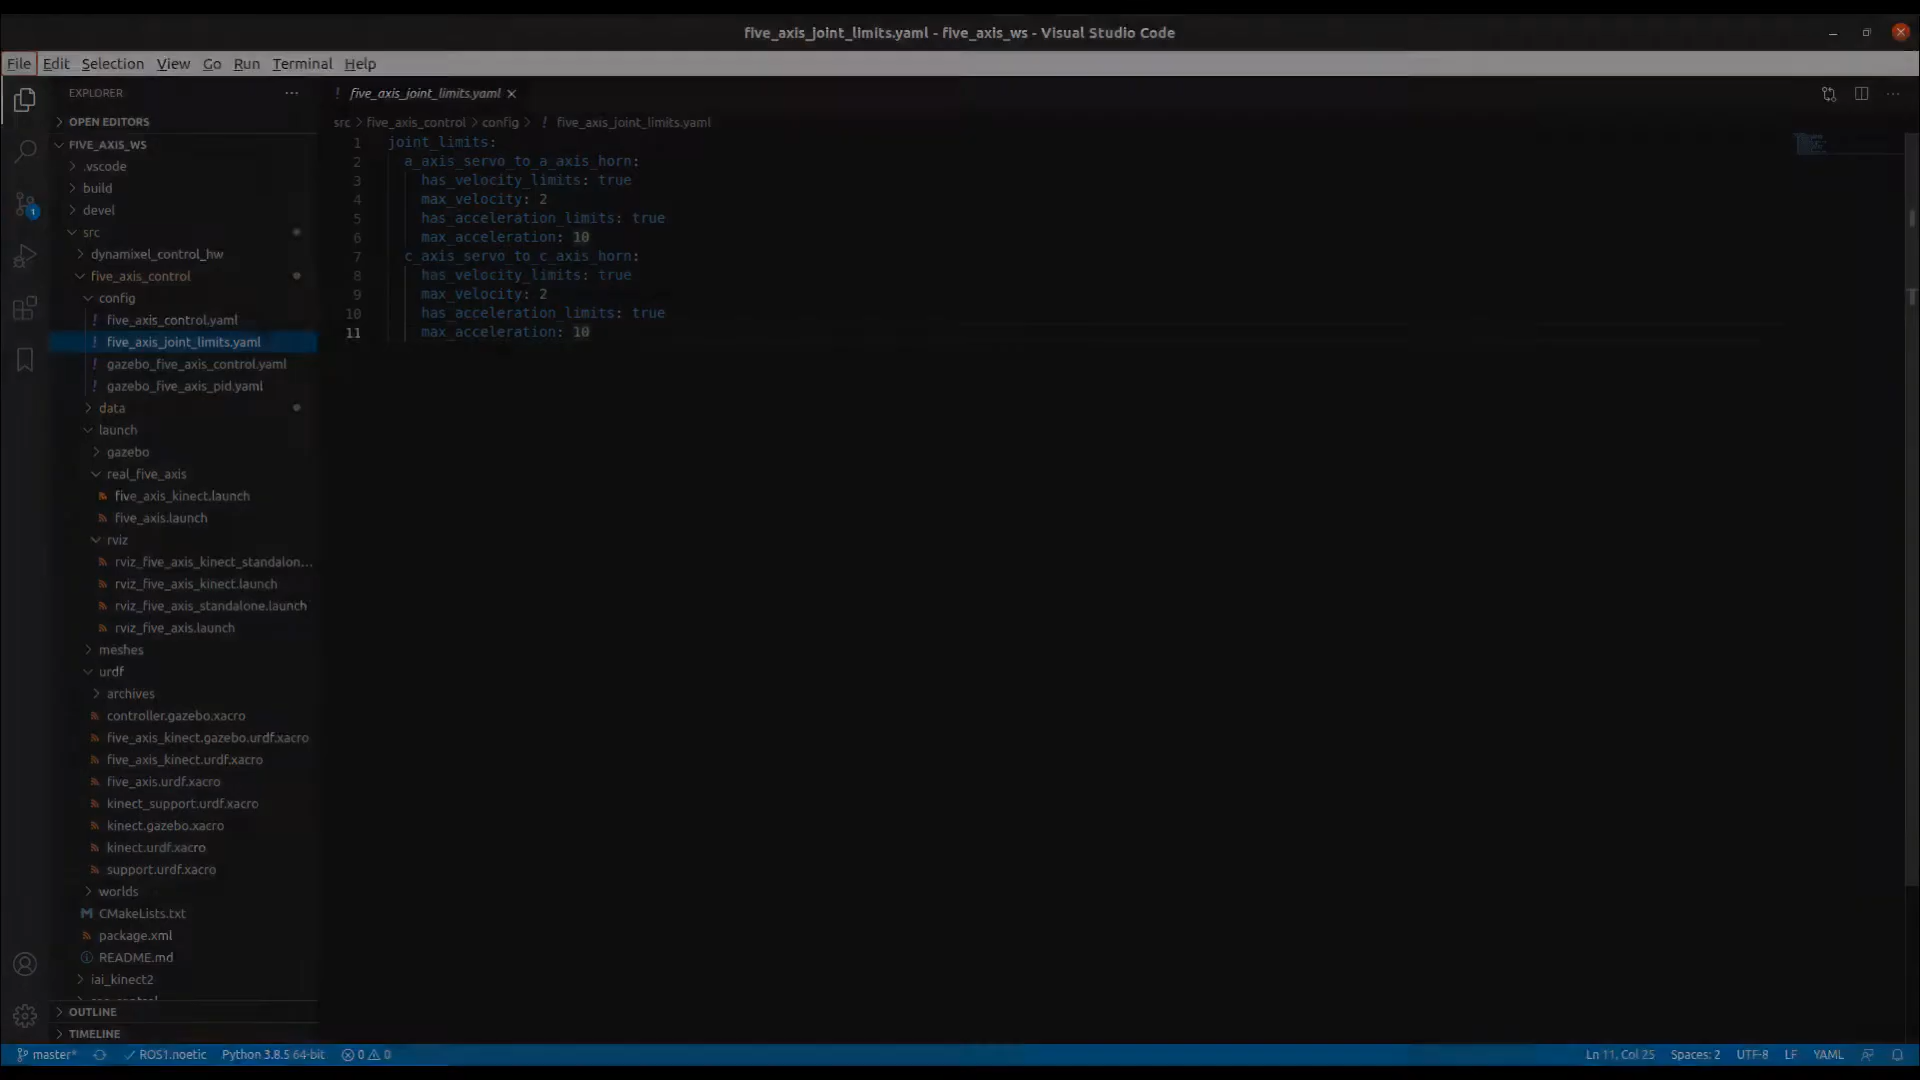 five_axis_joint_limits.yaml - five_axis_ws - Visual Studio Code
File Edit Selection View Go Run Terminal Help
EXPLORER
OPEN EDITORS
FIVE_AXIS_WS
.vscode
build
devel
src
dynamixel_control_hw
five_axis_control
config
five_axis_control.yaml
five_axis_joint_limits.yaml
gazebo_five_axis_control.yaml
gazebo_five_axis_pid.yaml
data
launch
gazebo
real_five_axis
five_axis_kinect.launch
five_axis.launch
rviz
rviz_five_axis_kinect_standalon...
rviz_five_axis_kinect.launch
rviz_five_axis_standalone.launch
rviz_five_axis.launch
meshes
urdf
archives
controller.gazebo.xacro
five_axis_kinect.gazebo.urdf.xacro
five_axis_kinect.urdf.xacro
five_axis.urdf.xacro
kinect_support.urdf.xacro
kinect.gazebo.xacro
kinect.urdf.xacro
support.urdf.xacro
worlds
CMakeLists.txt
package.xml
README.md
iai_kinect2
OUTLINE
TIMELINE
! five_axis_joint_limits.yaml
src > five_axis_control > config > ! five_axis_joint_limits.yaml
1 joint_limits:
2 a_axis_servo_to_a_axis_horn:
3 has_velocity_limits: true
4 max_velocity: 2
5 has_acceleration_limits: true
6 max_acceleration: 10
7 c_axis_servo_to_c_axis_horn:
8 has_velocity_limits: true
9 max_velocity: 2
10 has_acceleration_limits: true
11 max_acceleration: 10
1
master* ROS1.noetic Python 3.8.5 64-bit 0 0 Ln 11, Col 25 Spaces: 2 UTF-8 LF YAML